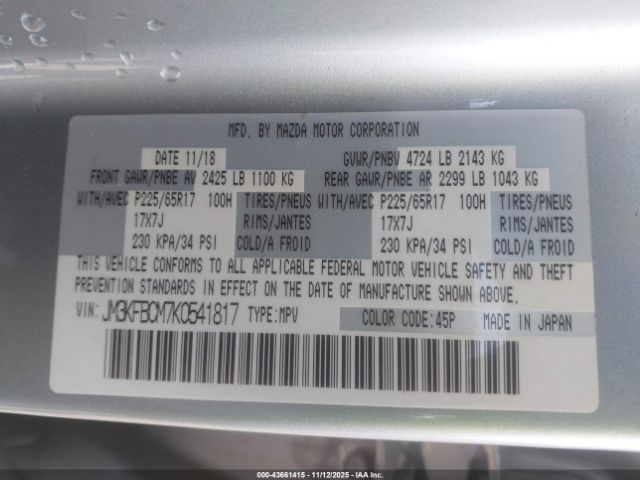 MFD. BY MAZDA MOTOR CORPORATION
DATE 11/18 GVWR/PNBV 4724 LB 2143 KG
FRONT GAWR/PNBE AV 2425 LB 1100 KG REAR GAWR/PNBE AR 2299 LB 1043 KG
WITH/AVEC P225/65R17 100H TIRES/PNEUS WITH/AVEC P225/65R17 100H TIRES/PNEUS
17X7J RIMS/JANTES 17X7J RIMS/JANTES
230 KPA/34 PSI COLD/A FROID 230 KPA/34 PSI COLD/A FROID
THIS VEHICLE CONFORMS TO ALL APPLICABLE FEDERAL MOTOR VEHICLE SAFETY AND THEFT
PREVENTION STANDARDS IN EFFECT ON THE DATE OF MANUFACTURE SHOWN ABOVE.
VIN: JM3KFBCM7K0541817 TYPE:MPV COLOR CODE:45P MADE IN JAPAN
000-43661415 - 11/12/2025 - IAA Inc.